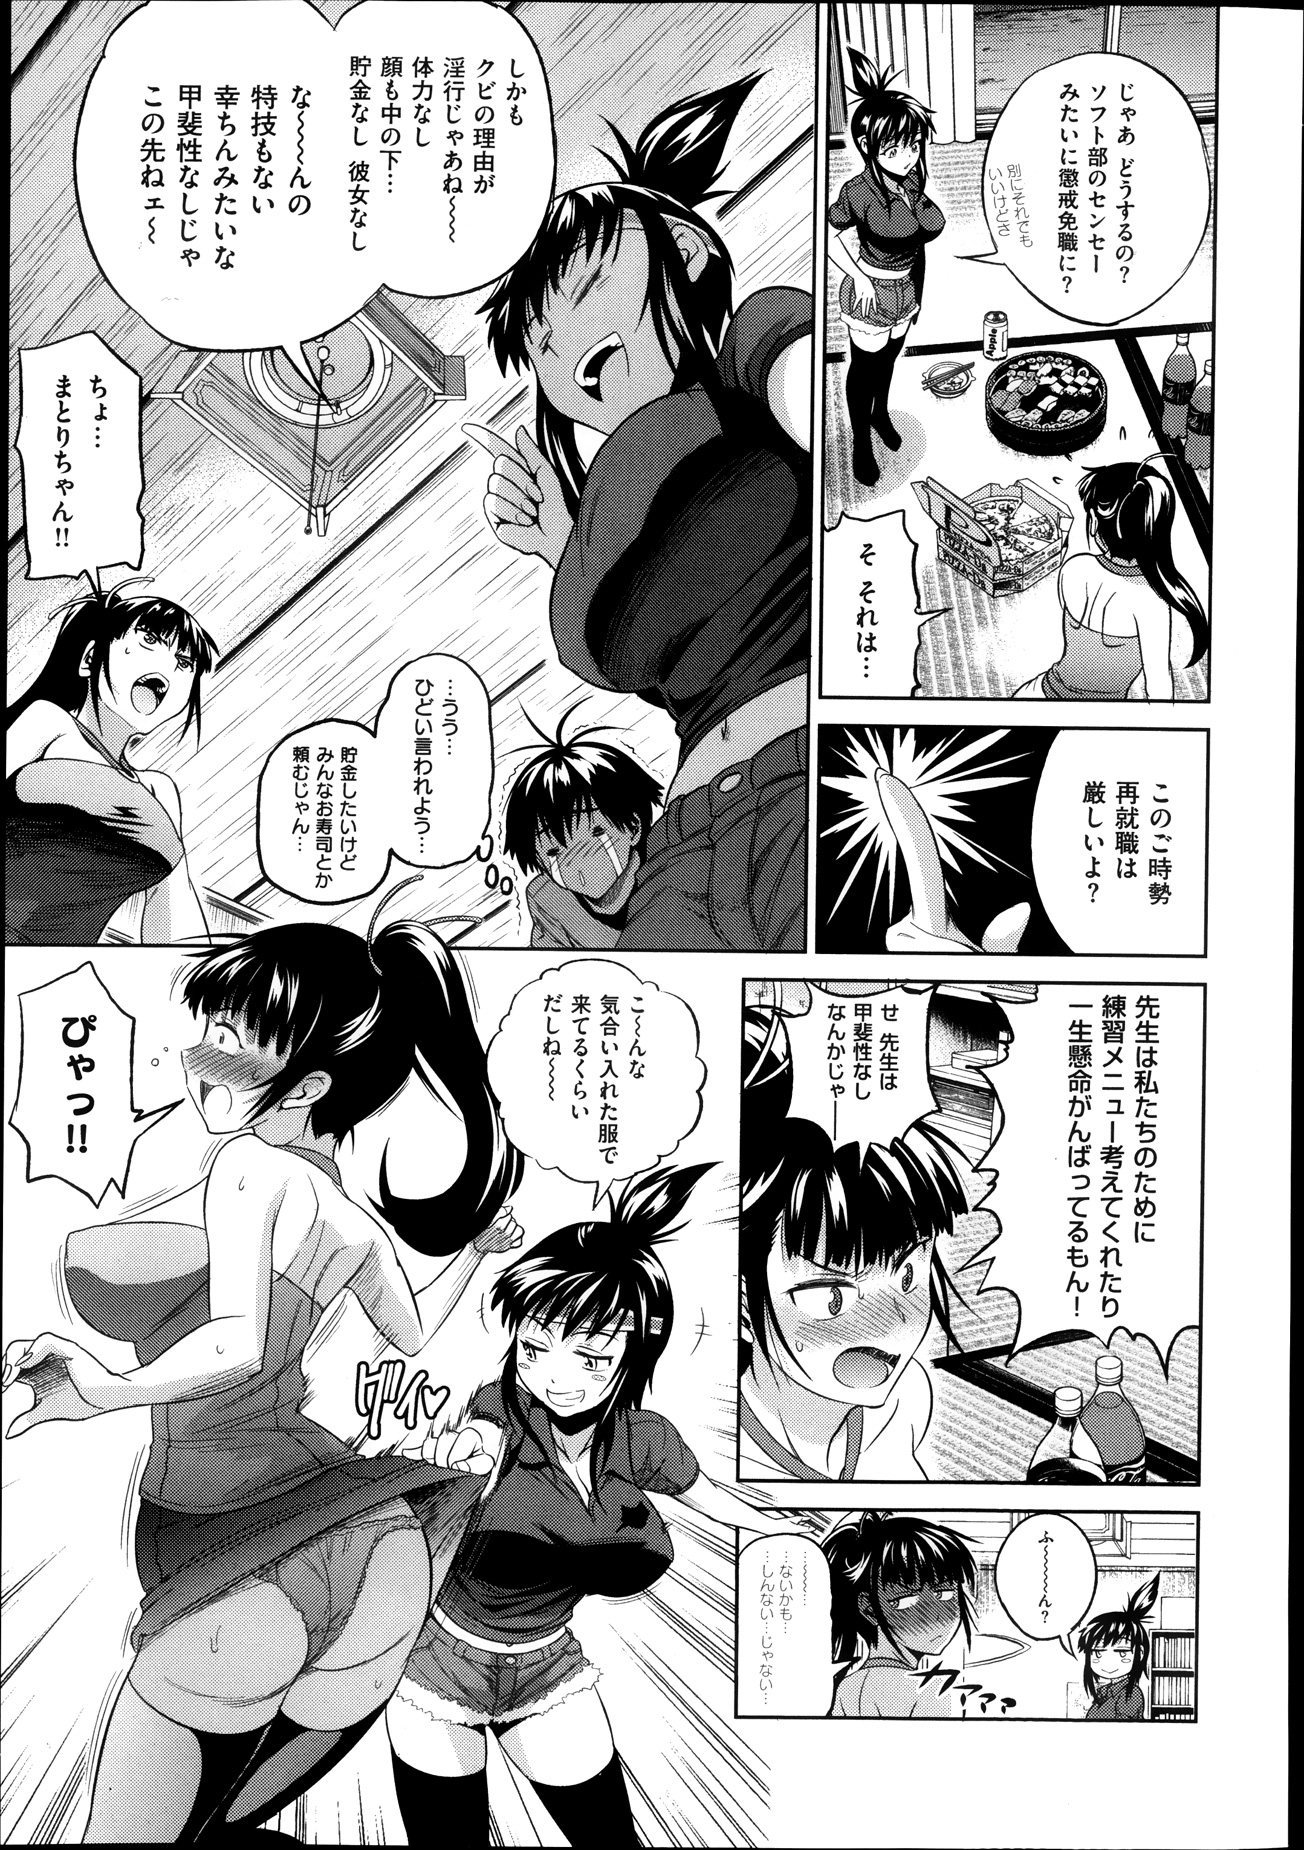 じゃあ どうするの？
ソフト部のセンセー
みたいに懲戒免職に？
別にそれでも
いいけどさ
Apple
そ それは…
このご時勢
再就職は
厳しいよ？
しかも
クビの理由が
淫行じゃあね〜〜
体力なし
顔も中の下…
貯金なし 彼女なし
な〜〜んの
特技もない
幸ちんみたいな
甲斐性なしじゃ
この先ねェ〜
ちょ…
まとりちゃん!!
…うう…
ひどい言われよう…
貯金したいけど
みんなお寿司とか
頼むじゃん…
先生は私たちのために
練習メニュー考えてくれたり
一生懸命がんばってるもん！
せ 先生は
甲斐性なし
なんかじゃ――
ふ〜〜〜ん？
カァァァ
…〜〜〜〜
…ないかも…
…しんない…じゃない…
こ〜んな
気合い入れた服で
来てるくらい
だしね〜
グイッ♡
ぴゃっ!!